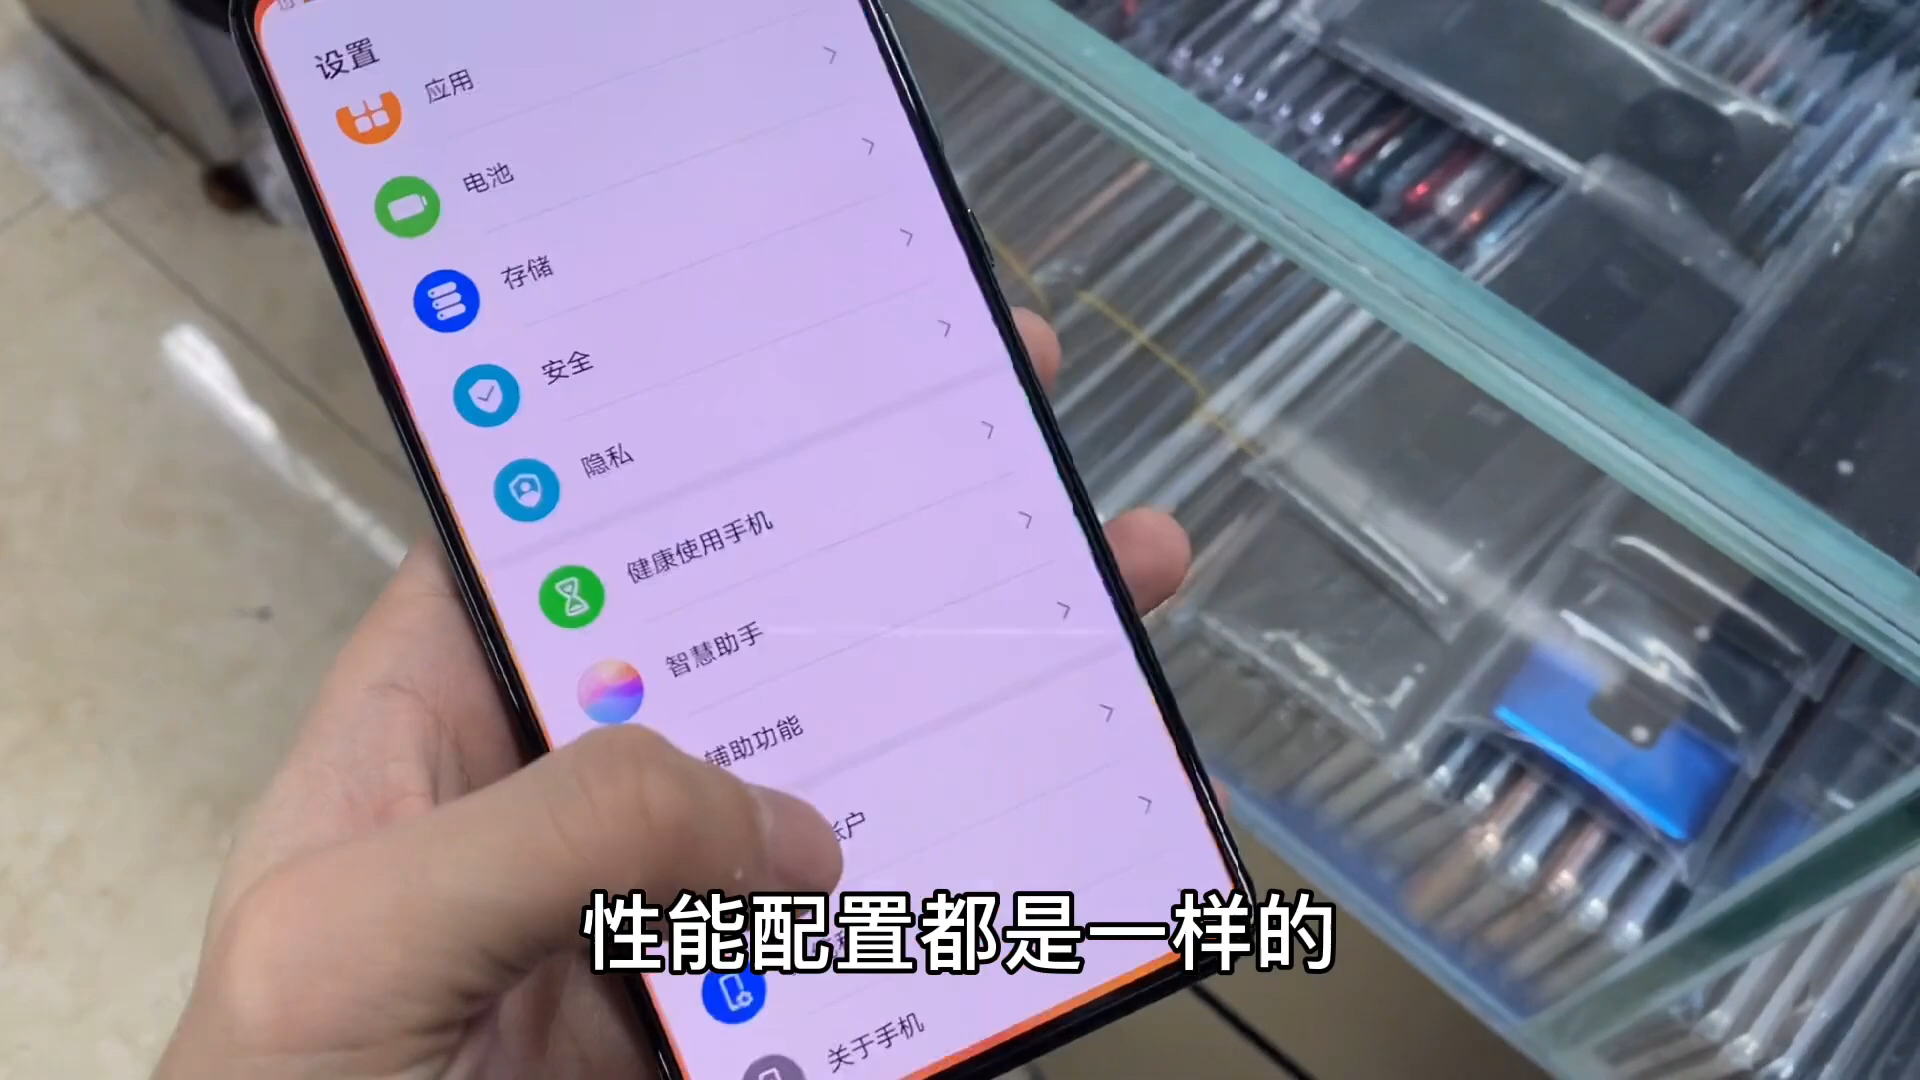 设置
应用
电池
存储
安全
隐私
健康使用手机
智慧助手
辅助功能
帐户
性能配置都是一样的
关于手机